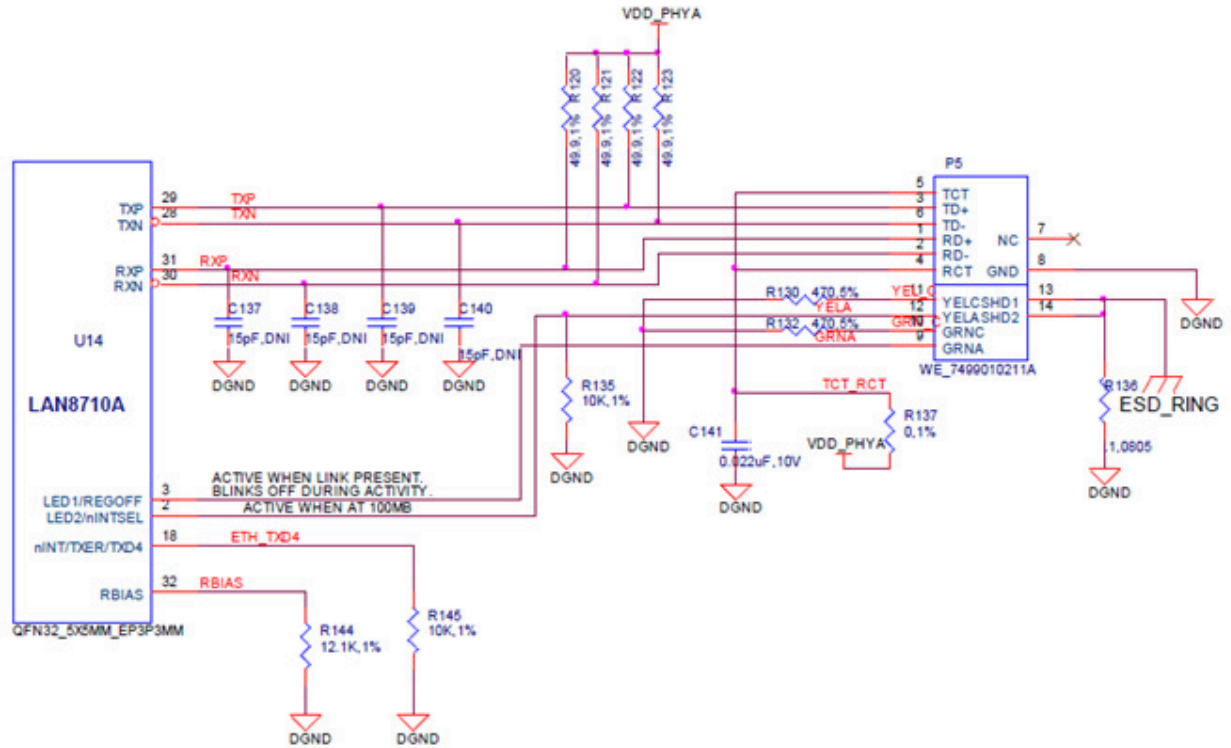 VDD_PHYA
49.9,1% R120
49.9,1% R121
49.9,1% R122
49.9,1% R123
P5
TXP 29 TXP
TXN 28 TXN
RXP 31 RXP
RXN 30 RXN
5 TCT
3 TD+
6 TD-
1 RD+
2 RD-
4 RCT
NC 7
GND 8
11 YELC
12 YELA
10 GRNC
9 GRNA
SHD1 13
SHD2 14
WE_7499010211A
DGND
R130 470,5%
YELA
R132 470,5%
GRNA
C137
15pF,DNI
C138
15pF,DNI
C139
15pF,DNI
C140
15pF,DNI
DGND
DGND
DGND
DGND
U14
LAN8710A
R135
10K,1%
DGND
DGND
TCT_RCT
R137
0,1%
VDD_PHYA
C141
0.022uF,10V
DGND
R136
,1,0805
DGND
ESD_RING
ACTIVE WHEN LINK PRESENT.
BLINKS OFF DURING ACTIVITY.
LED1/REGOFF 3
ACTIVE WHEN AT 100MB
LED2/nINTSEL 2
nINT/TXER/TXD4 18 ETH_TXD4
RBIAS 32 RBIAS
QFN32_5X5MM_EP3P3MM
R144
12.1K,1%
R145
10K,1%
DGND
DGND